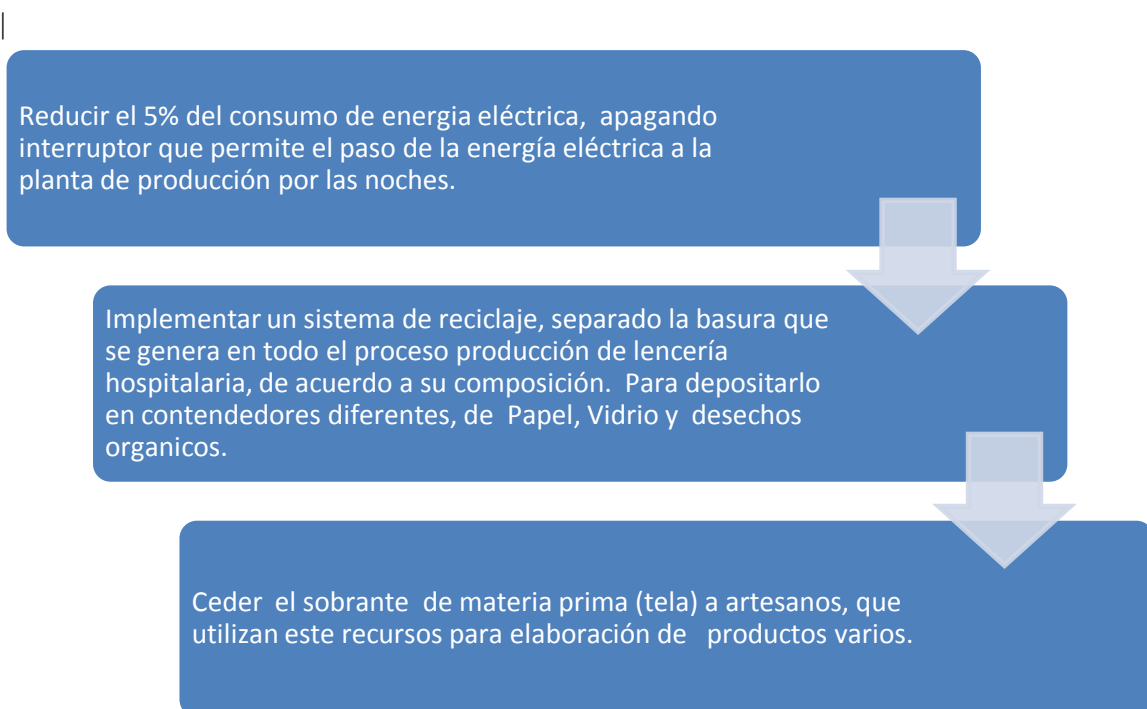 Reducir el 5% del consumo de energia eléctrica, apagando
interruptor que permite el paso de la energía eléctrica a la
planta de producción por las noches.
Implementar un sistema de reciclaje, separado la basura que
se genera en todo el proceso producción de lencería
hospitalaria, de acuerdo a su composición. Para depositarlo
en contendedores diferentes, de Papel, Vidrio y desechos
organicos.
Ceder el sobrante de materia prima (tela) a artesanos, que
utilizan este recursos para elaboración de productos varios.